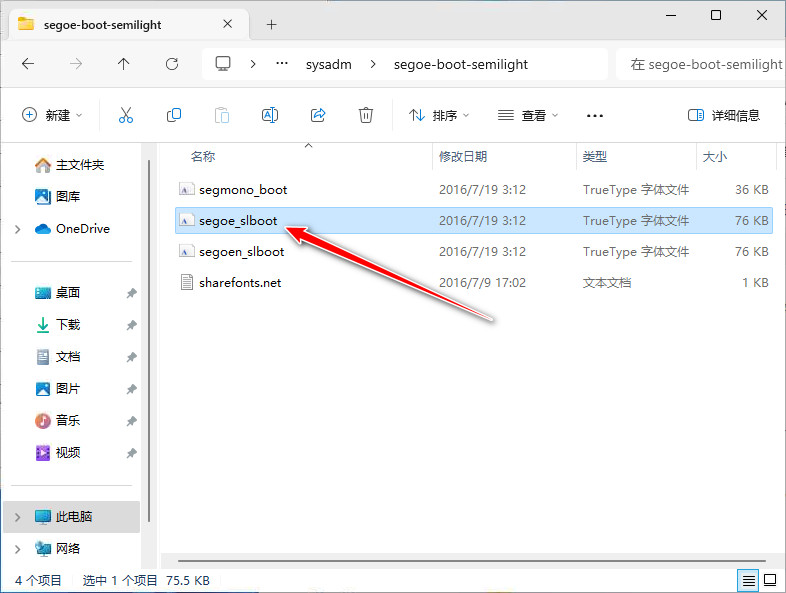 segoe-boot-semilight
sysadm segoe-boot-semilight 在 segoe-boot-semilight
新建 排序 查看 详细信息
名称 修改日期 类型 大小
主文件夹
图库
OneDrive
桌面
下载
文档
图片
音乐
视频
此电脑
网络
segmono_boot 2016/7/19 3:12 TrueType 字体文件 36 KB
segoe_slboot 2016/7/19 3:12 TrueType 字体文件 76 KB
segoen_slboot 2016/7/19 3:12 TrueType 字体文件 76 KB
sharefonts.net 2016/7/9 17:02 文本文档 1 KB
4 个项目 选中 1 个项目 75.5 KB